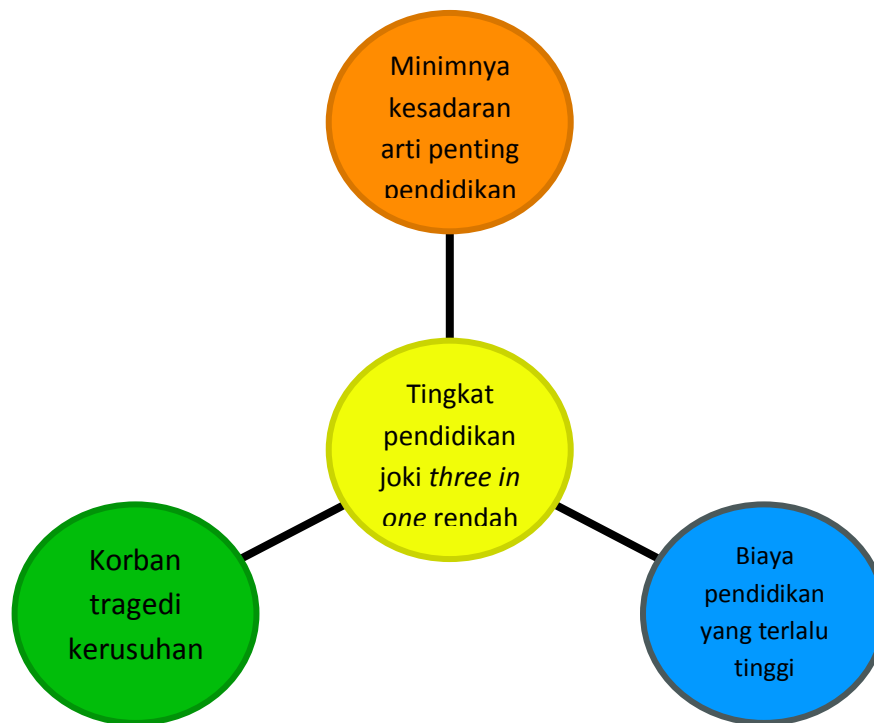 Minimnya
kesadaran
arti penting
pendidikan
Tingkat
pendidikan
joki three in
one rendah
Korban
tragedi
kerusuhan
Biaya
pendidikan
yang terlalu
tinggi